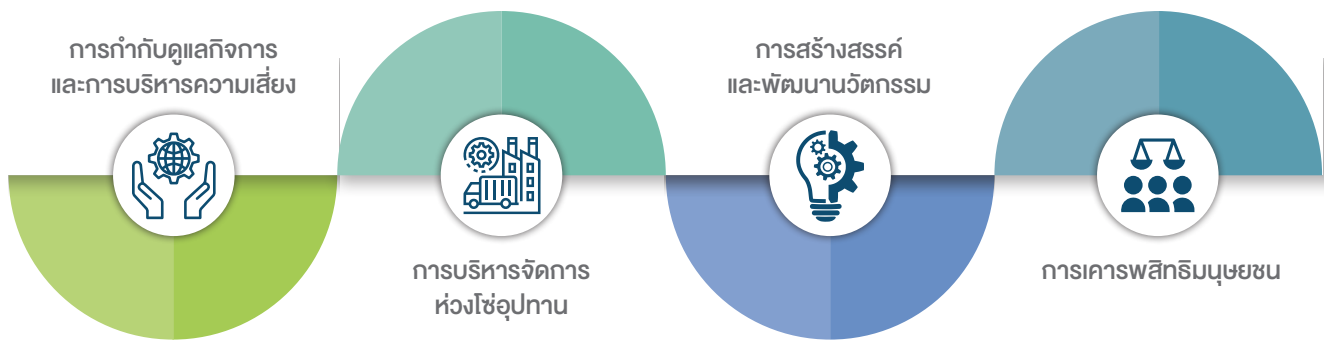 การกำกับดูแลกิจการ
และการบริหารความเสี่ยง
การบริหารจัดการ
ห่วงโซ่อุปทาน
การสร้างสรรค์
และพัฒนานวัตกรรม
การเคารพสิทธิมนุษยชน